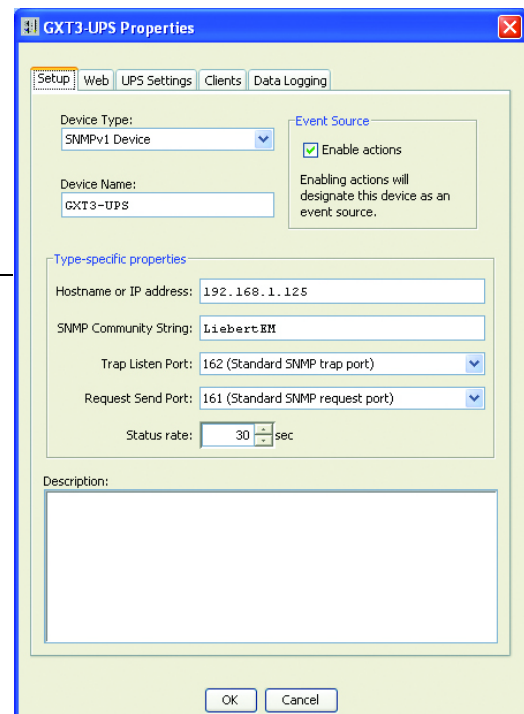 GXT3-UPS Properties
Setup Web UPS Settings Clients Data Logging
Device Type:
SNMPv1 Device
Device Name:
GXT3-UPS
Event Source
Enable actions
Enabling actions will
designate this device as an
event source.
Type-specific properties
Hostname or IP address: 192.168.1.125
SNMP Community String: LiebertEM
Trap Listen Port: 162 (Standard SNMP trap port)
Request Send Port: 161 (Standard SNMP request port)
Status rate: 30 sec
Description:
OK Cancel